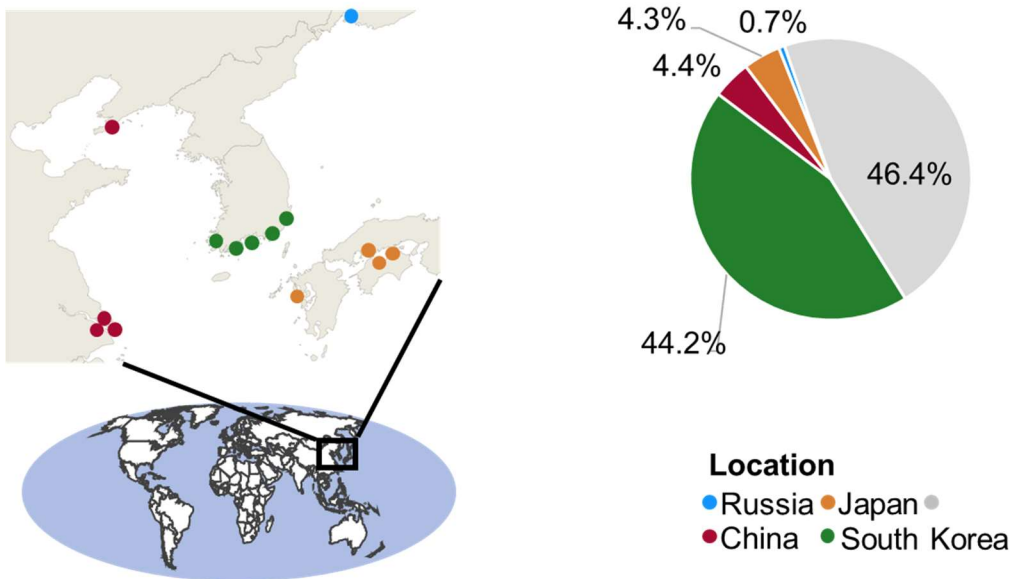 4.3% 0.7%
4.4%
46.4%
44.2%
Location
Russia Japan
China South Korea